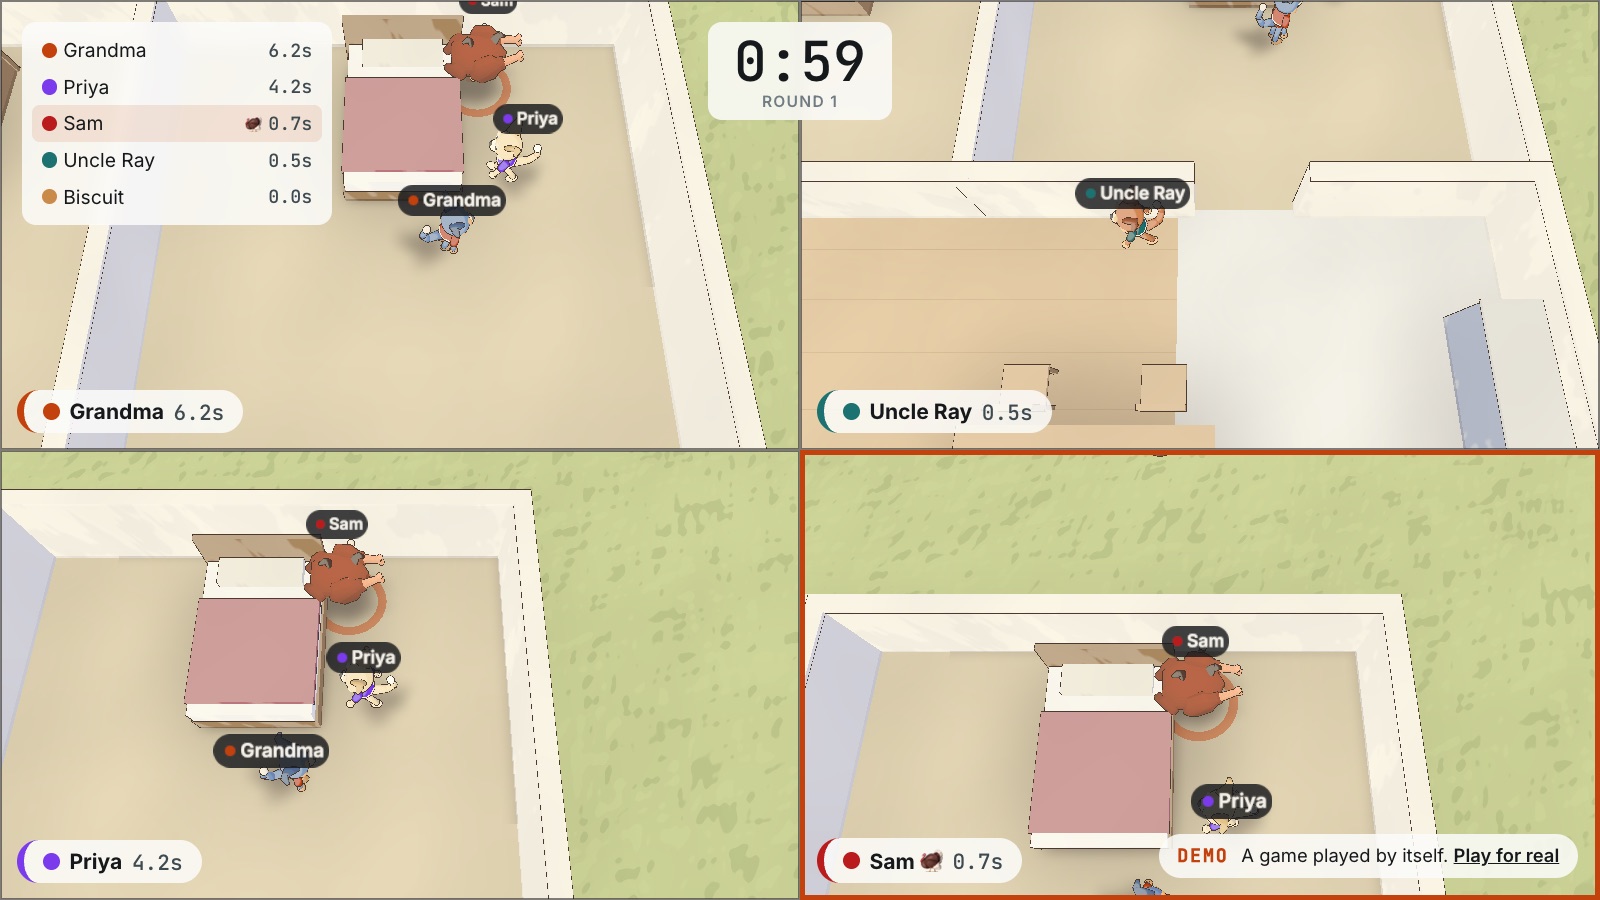 Sam
Grandma 6.2s
Priya 4.2s
Sam 0.7s
Uncle Ray 0.5s
Biscuit 0.0s
0:59
ROUND 1
Priya
Grandma
Grandma 6.2s
Uncle Ray
Uncle Ray 0.5s
Sam
Priya
Grandma
Priya 4.2s
Sam
Priya
Sam 0.7s
DEMO A game played by itself. Play for real